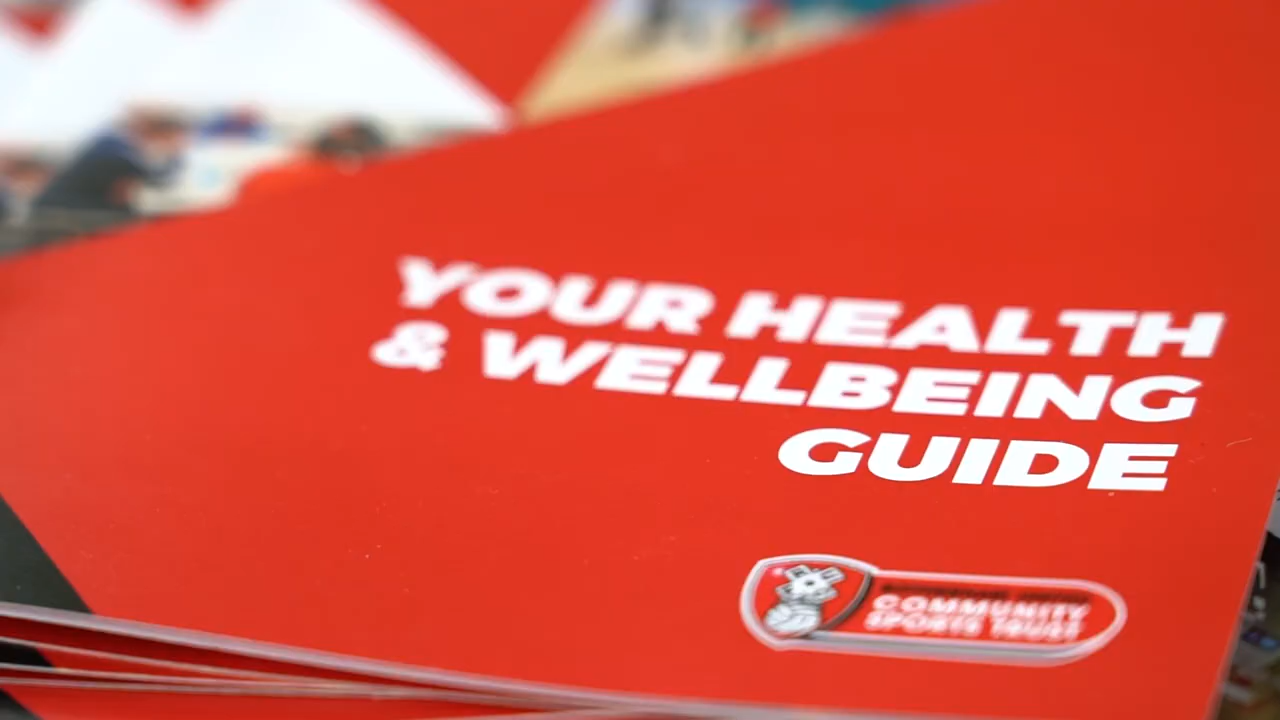 YOUR HEALTH
& WELLBEING
GUIDE
COMMUNITY
SPORTS TRUST